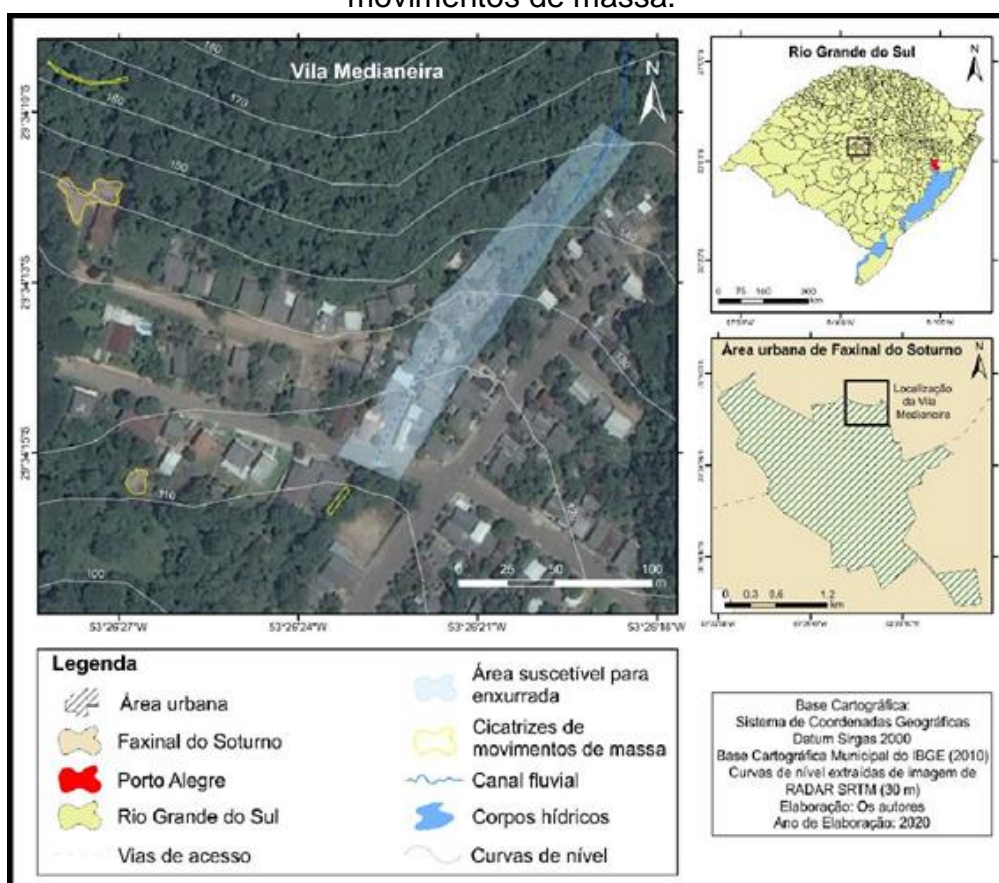 movimentos de massa.
Vila Medianeira
N
180
170
160
150
140
130
110
100
29°34'15"S
0 25 50 100
m
53°26'27"W 53°26'24"W 53°26'21"W 53°26'18"W
Rio Grande do Sul
N
0 75 150 300
km
Área urbana de Faxinal do Soturno
N
Localização
da Vila
Medianeira
0 0.3 0.6 1.2
km
Legenda
Área urbana
Faxinal do Soturno
Porto Alegre
Rio Grande do Sul
Vias de acesso
Área suscetível para
enxurrada
Cicatrizes de
movimentos de massa
Canal fluvial
Corpos hídricos
Curvas de nível
Base Cartográfica:
Sistema de Coordenadas Geográficas
Datum Sirgas 2000
Base Cartográfica Municipal do IBGE (2010)
Curvas de nível extraídas de imagem de
RADAR SRTM (30 m)
Elaboração: Os autores
Ano de Elaboração: 2020